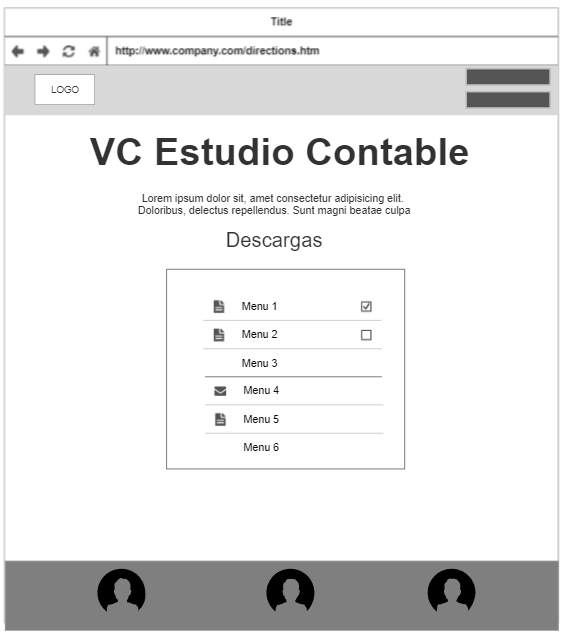 Title
http://www.company.com/directions.htm
LOGO
VC Estudio Contable
Lorem ipsum dolor sit, amet consectetur adipisicing elit.
Doloribus, delectus repellendus. Sunt magni beatae culpa
Descargas
Menu 1
Menu 2
Menu 3
Menu 4
Menu 5
Menu 6